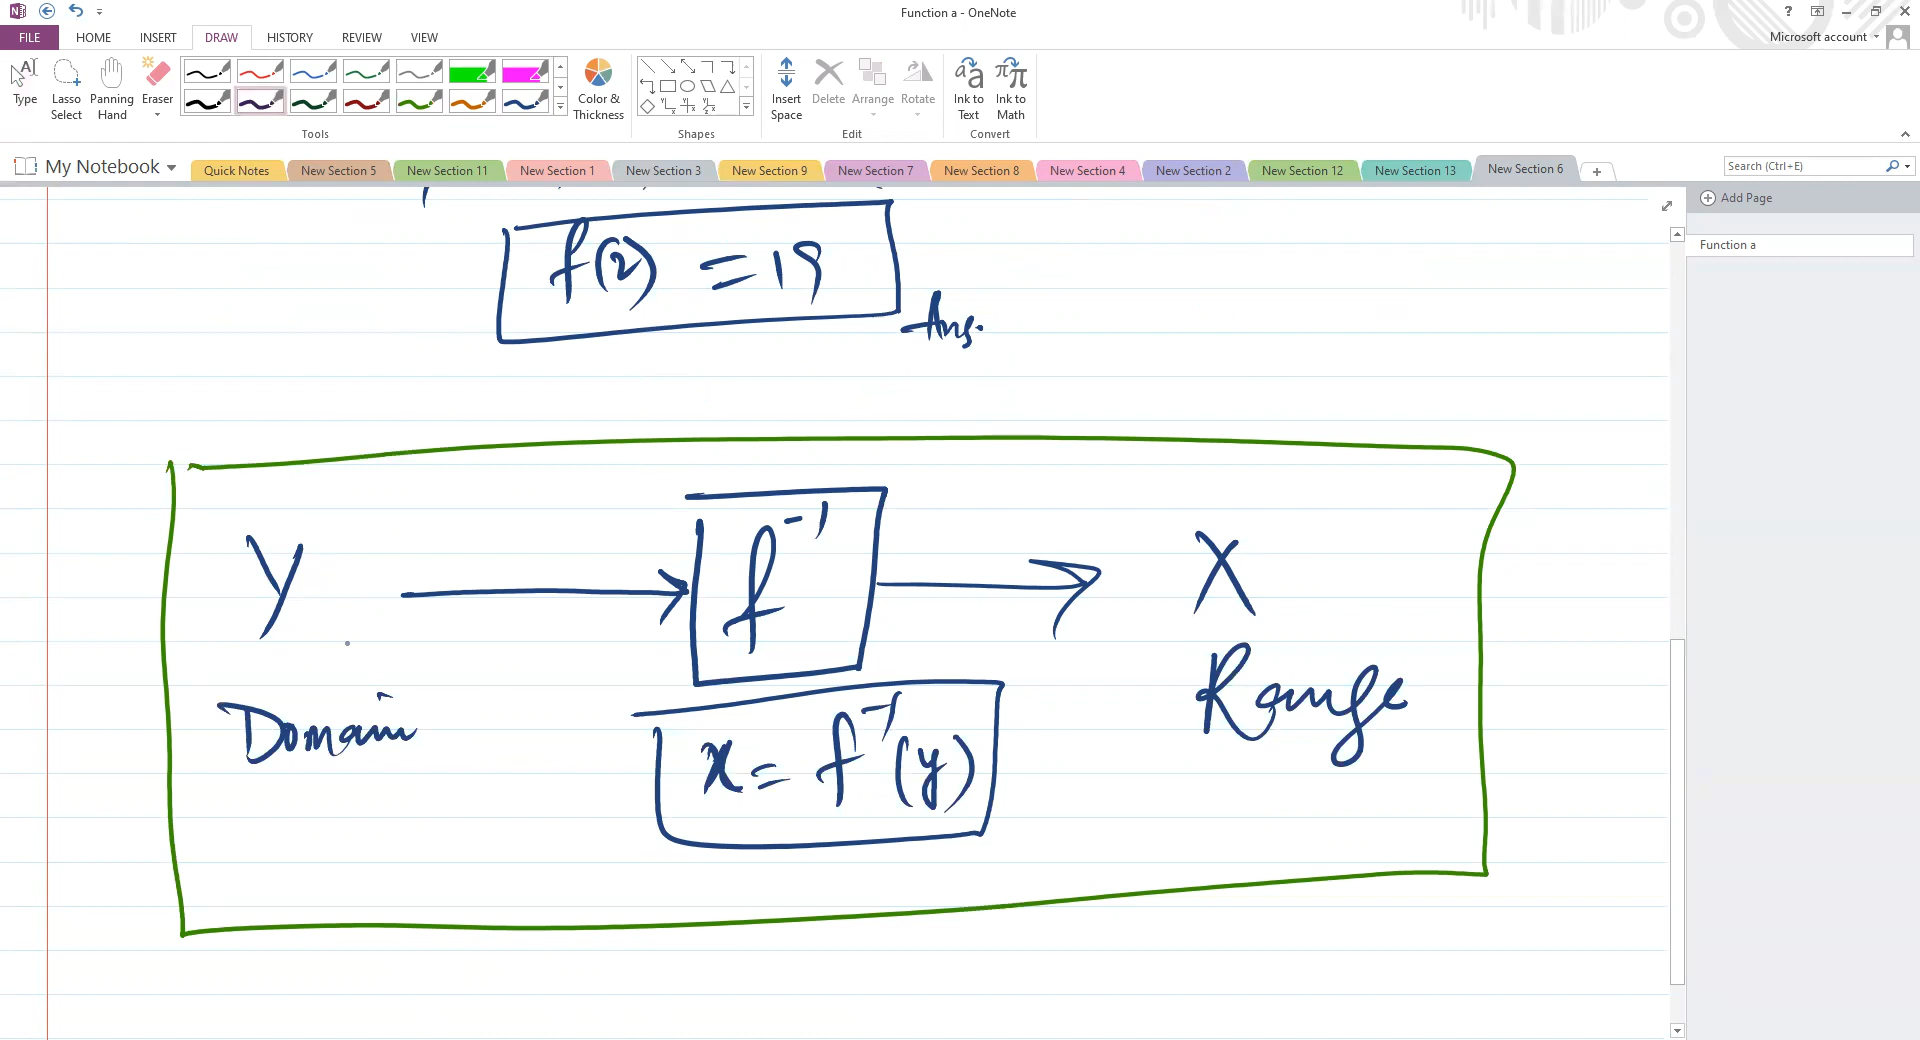 Function a - OneNote
Microsoft account
FILE HOME INSERT DRAW HISTORY REVIEW VIEW
Type
Lasso Select
Panning Hand
Eraser
Color & Thickness
Insert Space
Delete
Arrange
Rotate
Ink to Text
Ink to Math
Tools Shapes Edit Convert
My Notebook
Quick Notes New Section 5 New Section 11 New Section 1 New Section 3 New Section 9 New Section 7 New Section 8 New Section 4 New Section 2 New Section 12 New Section 13 New Section 6
Search (Ctrl+E)
Add Page
Function a
f(2) = 19
Ans.
Y f⁻¹ X
Domain Range
x = f⁻¹(y)